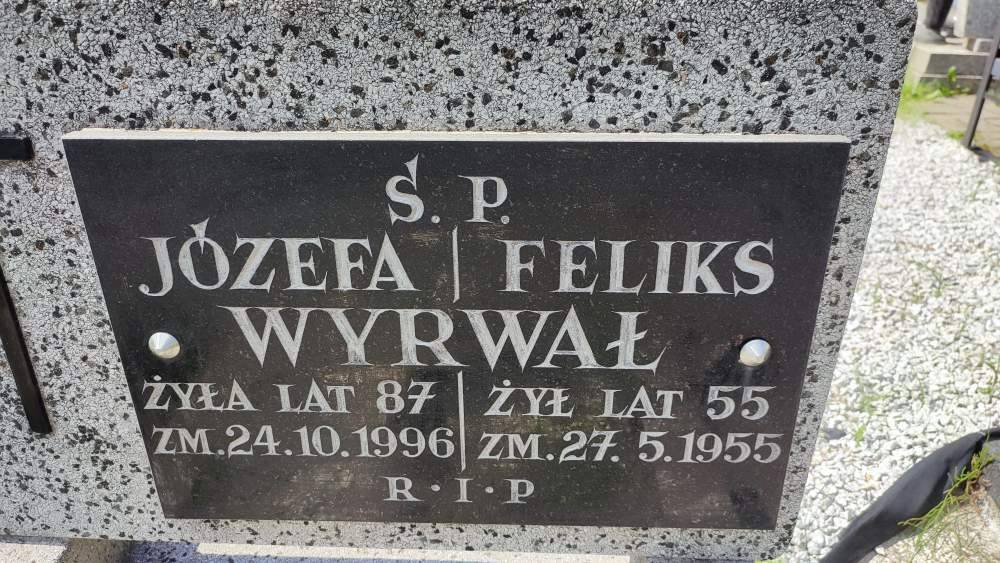 Ś. P.
JÓZEFA | FELIKS
WYRWAŁ
ŻYŁA LAT 87 | ŻYŁ LAT 55
ZM. 24.10.1996 | ZM. 27. 5.1955
R·I·P